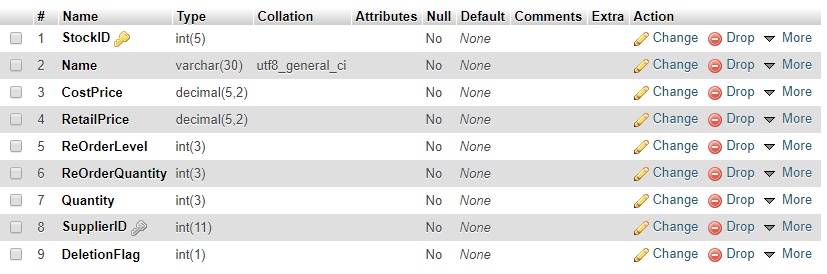 # Name Type Collation Attributes Null Default Comments Extra Action
1 StockID int(5) No None Change Drop More
2 Name varchar(30) utf8_general_ci No None Change Drop More
3 CostPrice decimal(5,2) No None Change Drop More
4 RetailPrice decimal(5,2) No None Change Drop More
5 ReOrderLevel int(3) No None Change Drop More
6 ReOrderQuantity int(3) No None Change Drop More
7 Quantity int(3) No None Change Drop More
8 SupplierID int(11) No None Change Drop More
9 DeletionFlag int(1) No None Change Drop More